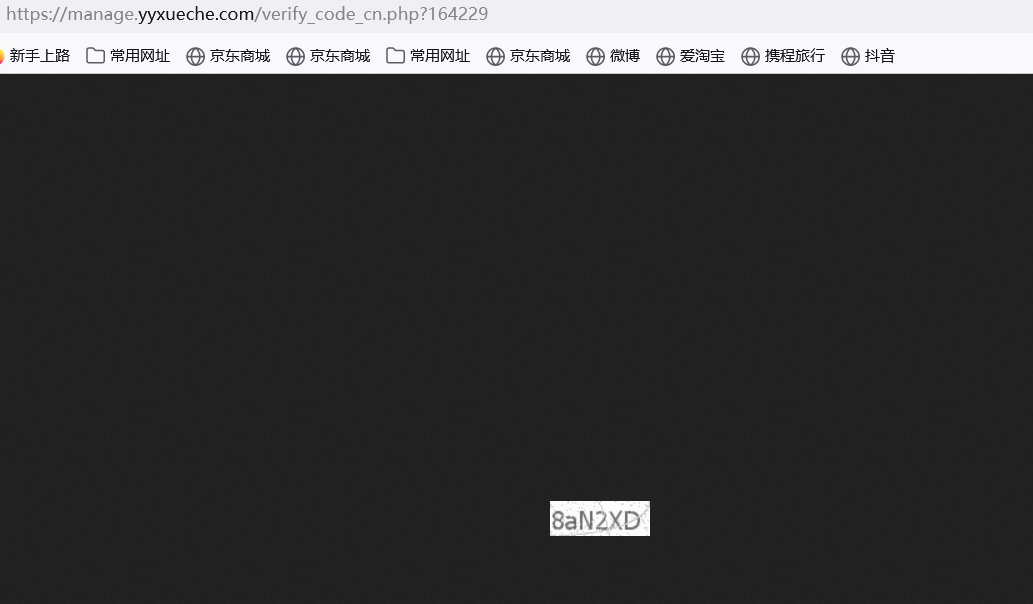 https://manage.yyxueche.com/verify_code_cn.php?164229
新手上路 常用网址 京东商城 京东商城 常用网址 京东商城 微博 爱淘宝 携程旅行 抖音
8aN2XD